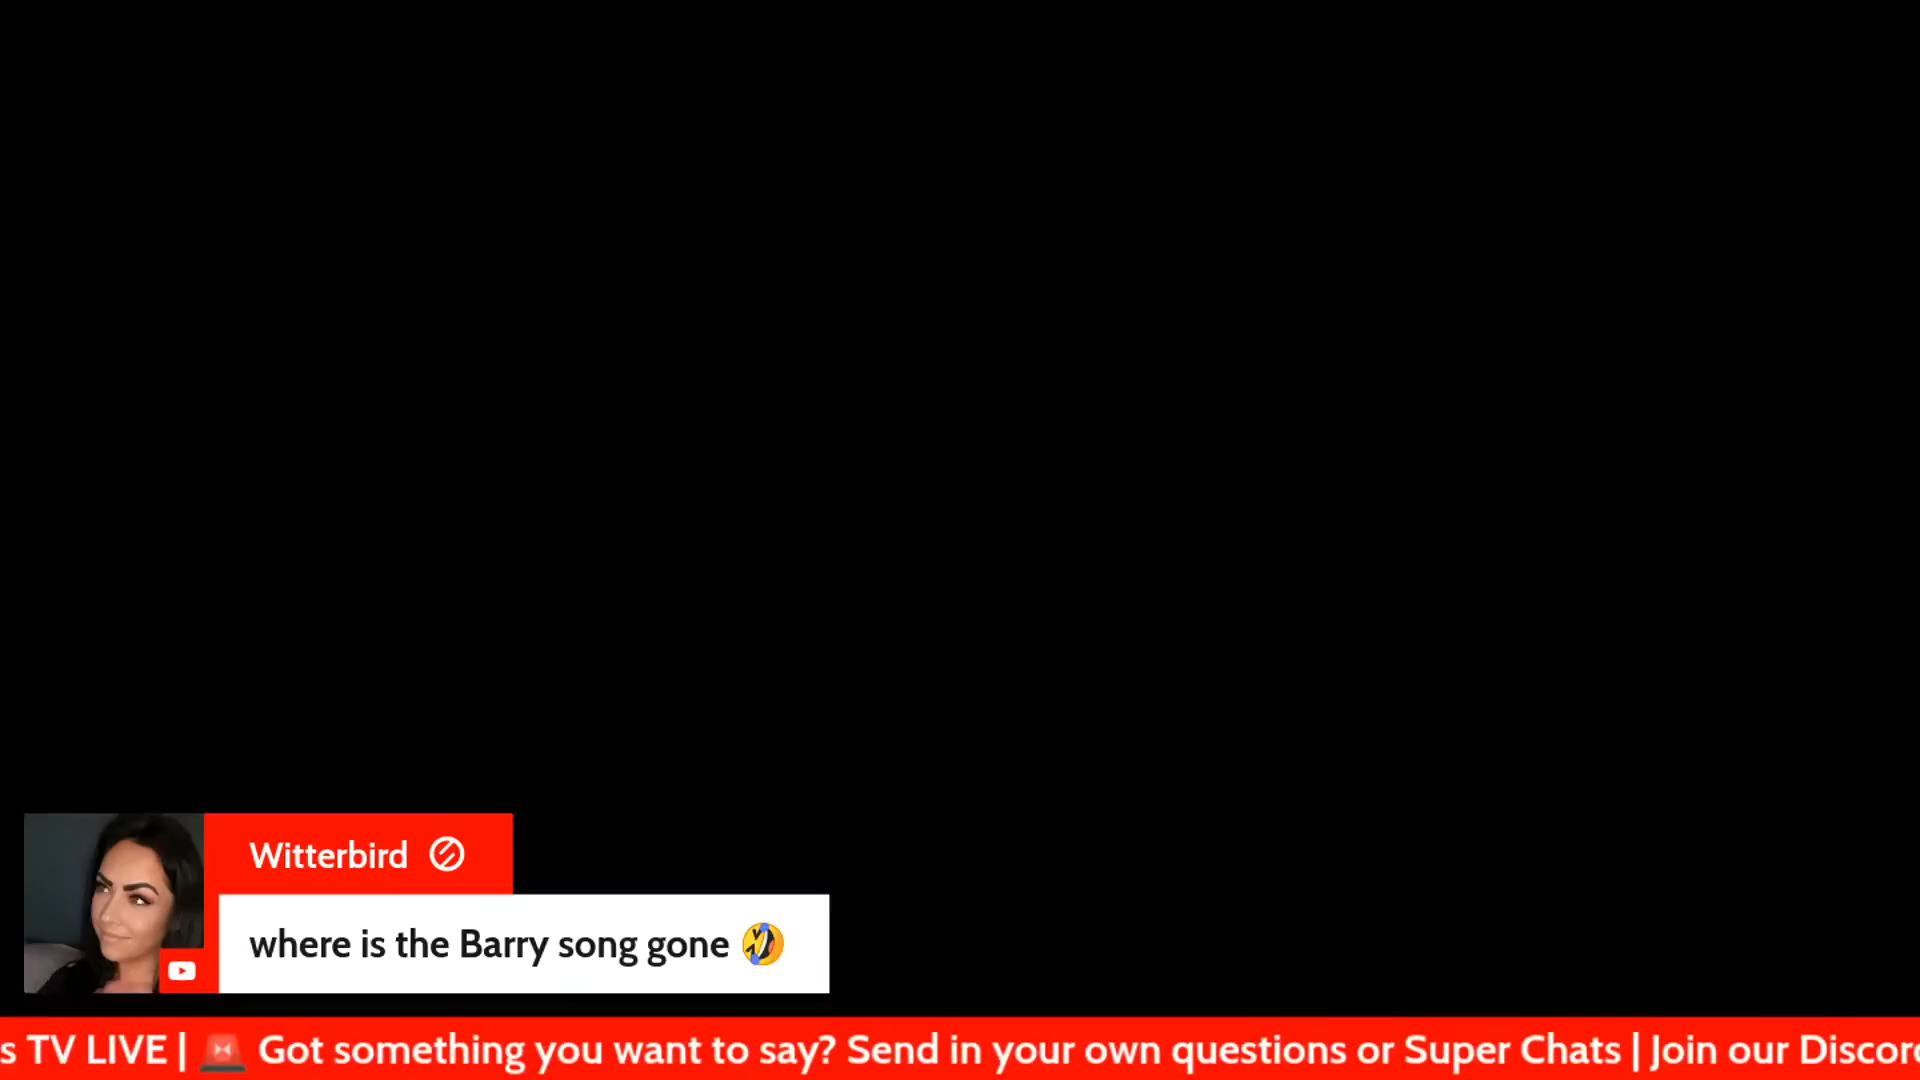 Witterbird
where is the Barry song gone 🤣
s TV LIVE | 🚨 Got something you want to say? Send in your own questions or Super Chats | Join our Discor